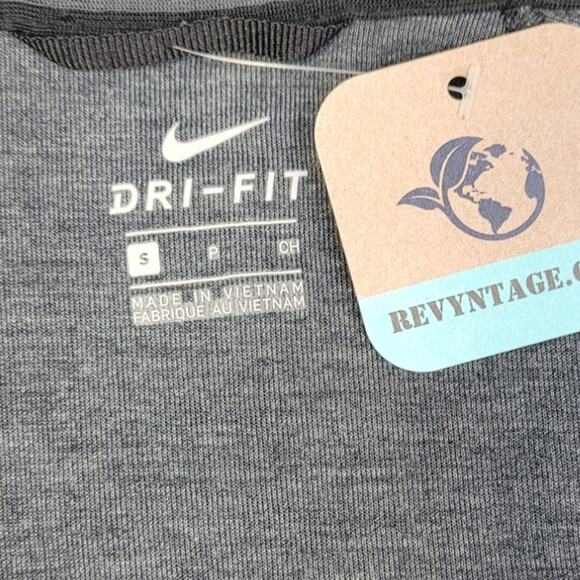 DRI-FIT
S P CH
MADE IN VIETNAM
FABRIQUE AU VIETNAM
REVYNTAGE.